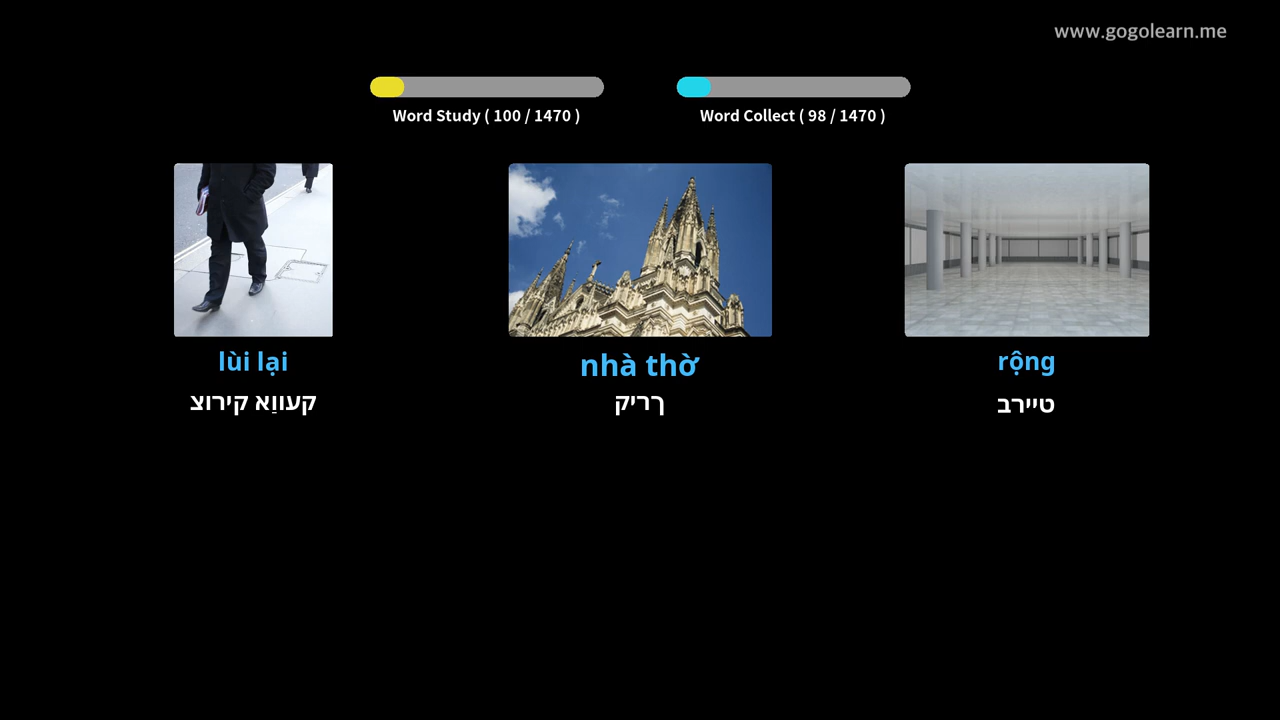 www.gogolearn.me
Word Study ( 100 / 1470 )
Word Collect ( 98 / 1470 )
lùi lại
קעווַא קירוצ
nhà thờ
ךריק
rộng
טיירב